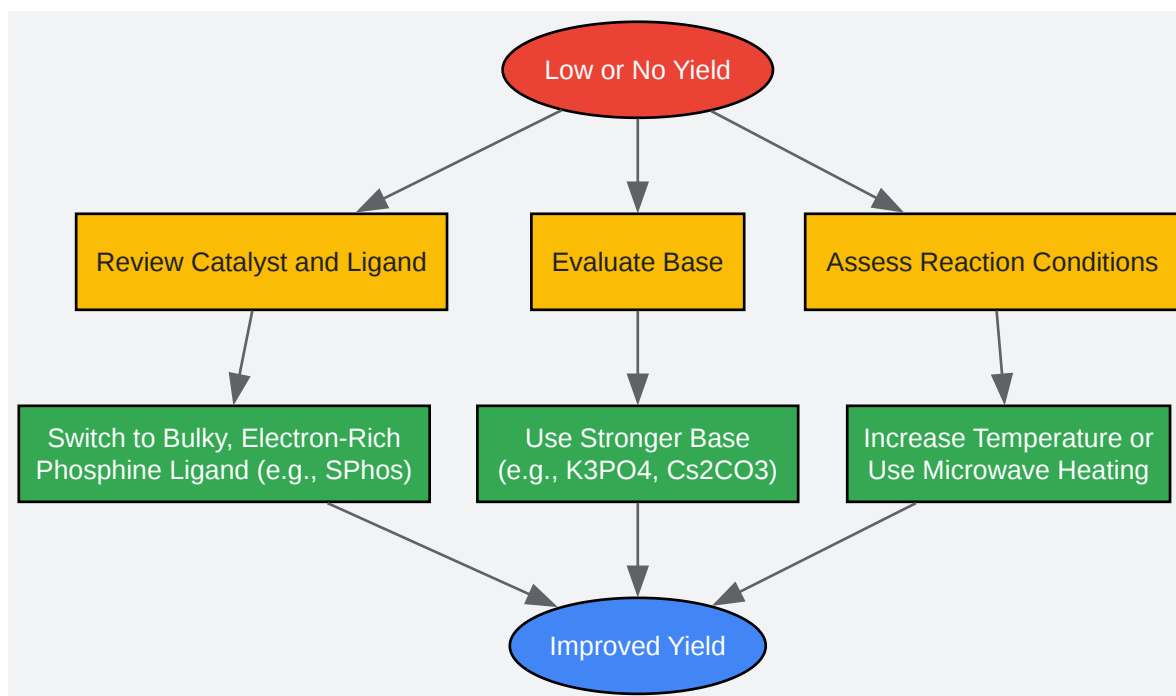 Low or No Yield
Review Catalyst and Ligand
Evaluate Base
Assess Reaction Conditions
Switch to Bulky, Electron-Rich
Phosphine Ligand (e.g., SPhos)
Use Stronger Base
(e.g., K3PO4, Cs2CO3)
Increase Temperature or
Use Microwave Heating
Improved Yield